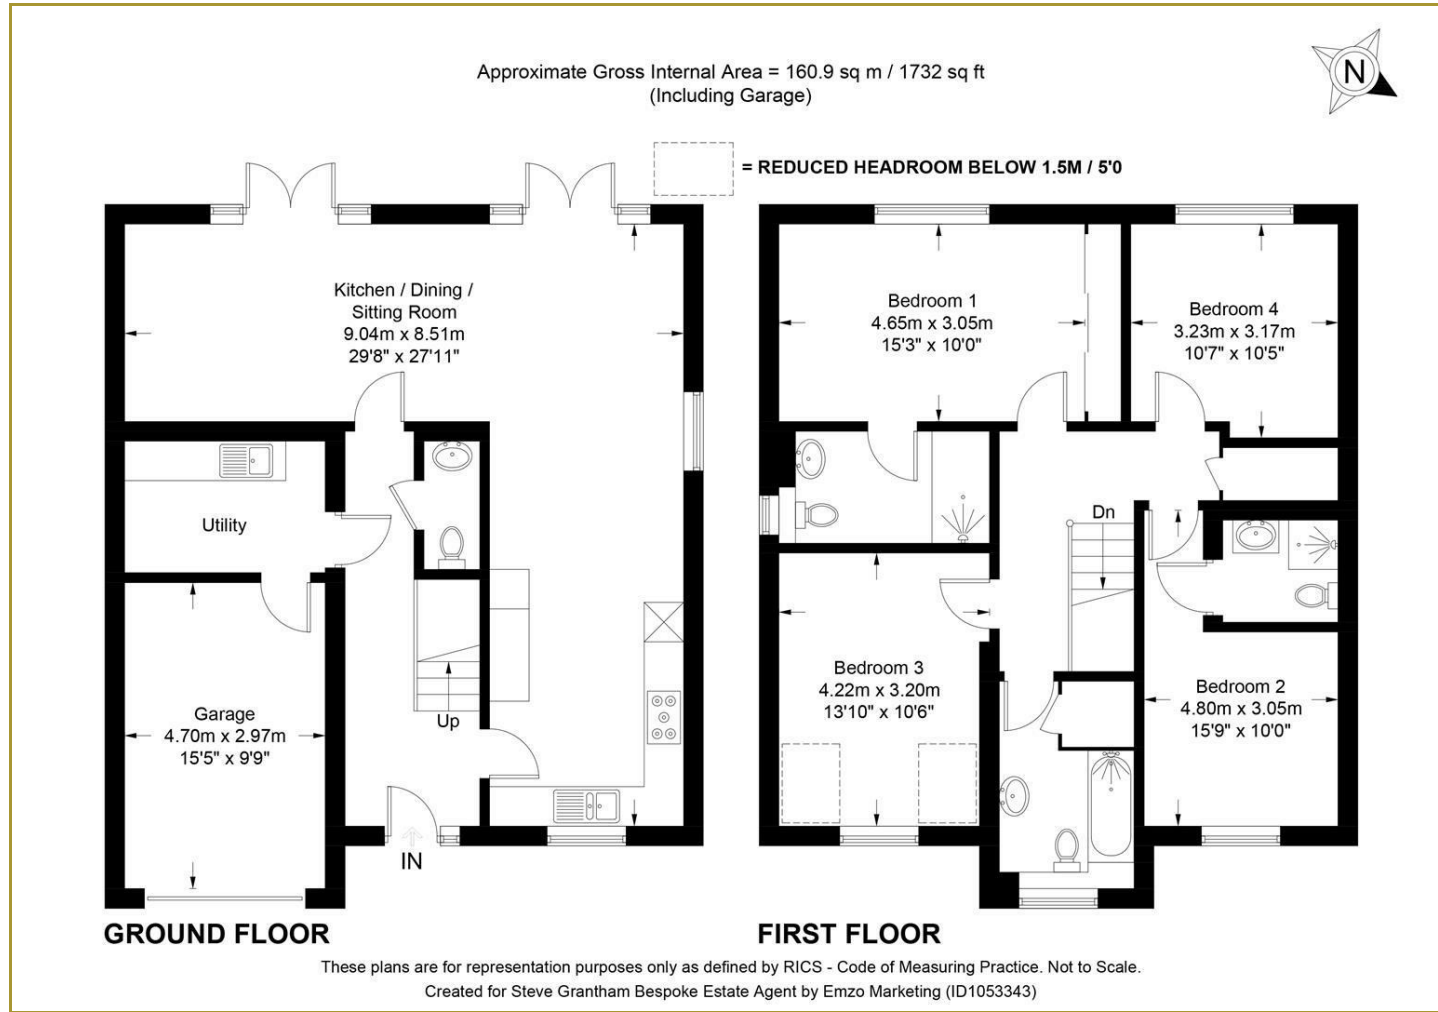 Approximate Gross Internal Area = 160.9 sq m / 1732 sq ft
(Including Garage)
N
= REDUCED HEADROOM BELOW 1.5M / 5'0
Kitchen / Dining /
Sitting Room
9.04m x 8.51m
29'8" x 27'11"
Utility
Garage
4.70m x 2.97m
15'5" x 9'9"
Up
IN
GROUND FLOOR
Bedroom 1
4.65m x 3.05m
15'3" x 10'0"
Bedroom 4
3.23m x 3.17m
10'7" x 10'5"
Dn
Bedroom 3
4.22m x 3.20m
13'10" x 10'6"
Bedroom 2
4.80m x 3.05m
15'9" x 10'0"
FIRST FLOOR
These plans are for representation purposes only as defined by RICS - Code of Measuring Practice. Not to Scale.
Created for Steve Grantham Bespoke Estate Agent by Emzo Marketing (ID1053343)